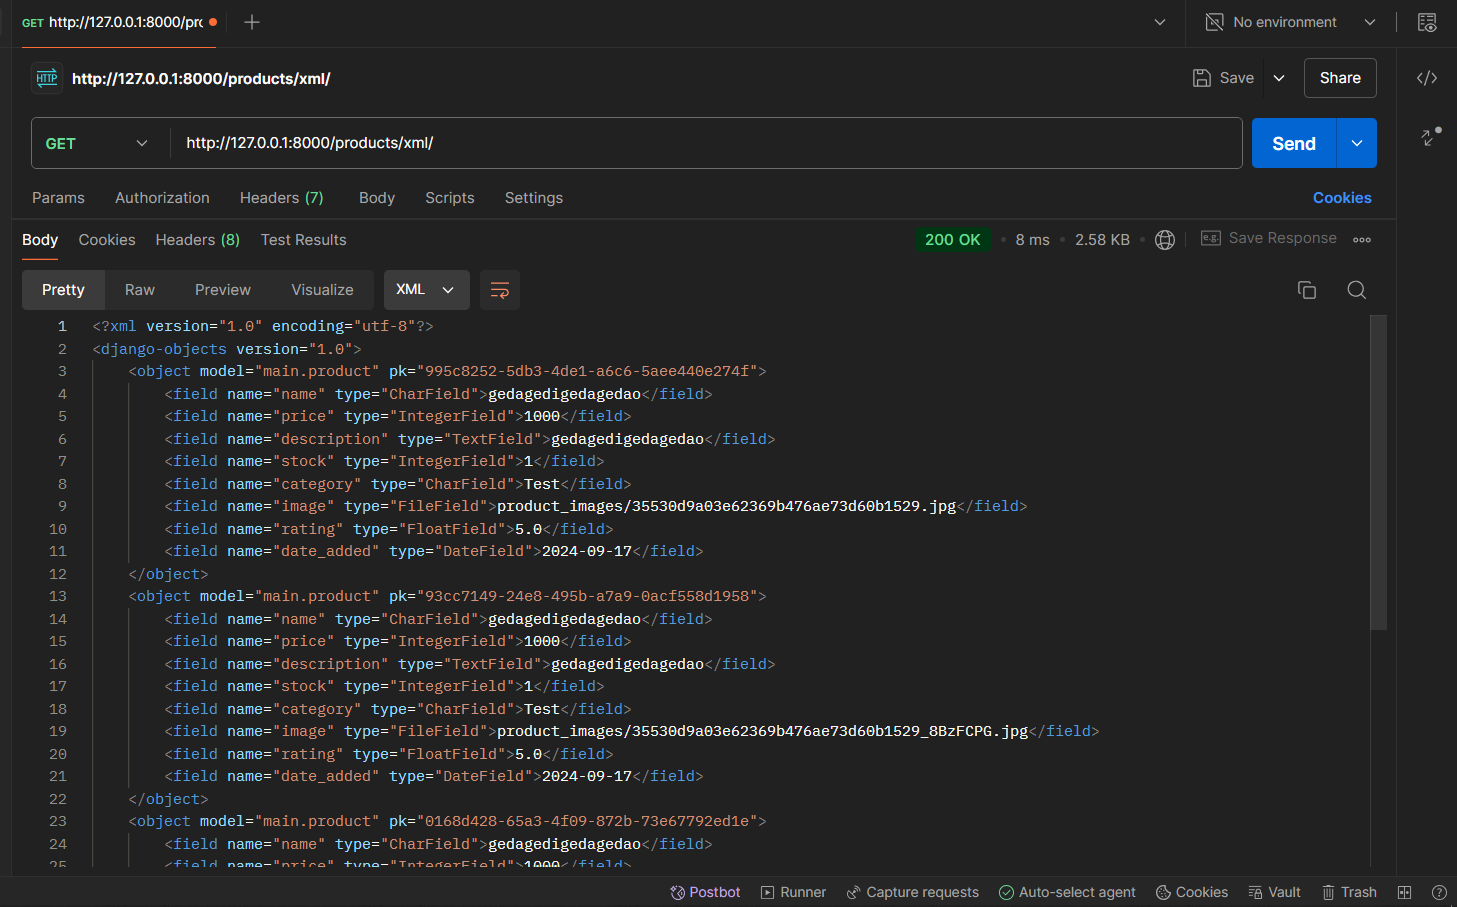 GET http://127.0.0.1:8000/pro
No environment
HTTP http://127.0.0.1:8000/products/xml/
Save
Share
GET http://127.0.0.1:8000/products/xml/
Send
Params Authorization Headers (7) Body Scripts Settings
Cookies
Body Cookies Headers (8) Test Results
200 OK • 8 ms • 2.58 KB •
e.g. Save Response
Pretty Raw Preview Visualize XML
1 <?xml version="1.0" encoding="utf-8"?>
2 <django-objects version="1.0">
3 <object model="main.product" pk="995c8252-5db3-4de1-a6c6-5aee440e274f">
4 <field name="name" type="CharField">gedagedigedagedao</field>
5 <field name="price" type="IntegerField">1000</field>
6 <field name="description" type="TextField">gedagedigedagedao</field>
7 <field name="stock" type="IntegerField">1</field>
8 <field name="category" type="CharField">Test</field>
9 <field name="image" type="FileField">product_images/35530d9a03e62369b476ae73d60b1529.jpg</field>
10 <field name="rating" type="FloatField">5.0</field>
11 <field name="date_added" type="DateField">2024-09-17</field>
12 </object>
13 <object model="main.product" pk="93cc7149-24e8-495b-a7a9-0acf558d1958">
14 <field name="name" type="CharField">gedagedigedagedao</field>
15 <field name="price" type="IntegerField">1000</field>
16 <field name="description" type="TextField">gedagedigedagedao</field>
17 <field name="stock" type="IntegerField">1</field>
18 <field name="category" type="CharField">Test</field>
19 <field name="image" type="FileField">product_images/35530d9a03e62369b476ae73d60b1529_8BzFCPG.jpg</field>
20 <field name="rating" type="FloatField">5.0</field>
21 <field name="date_added" type="DateField">2024-09-17</field>
22 </object>
23 <object model="main.product" pk="0168d428-65a3-4f09-872b-73e67792ed1e">
24 <field name="name" type="CharField">gedagedigedagedao</field>
25 <field name="price" type="IntegerField">1000</field>
Postbot Runner Capture requests Auto-select agent Cookies Vault Trash